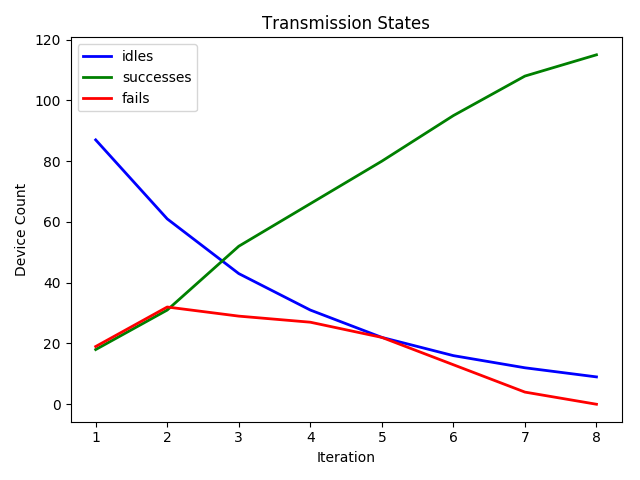 Transmission States
idles
successes
fails
Device Count
120
100
80
60
40
20
0
1 2 3 4 5 6 7 8
Iteration